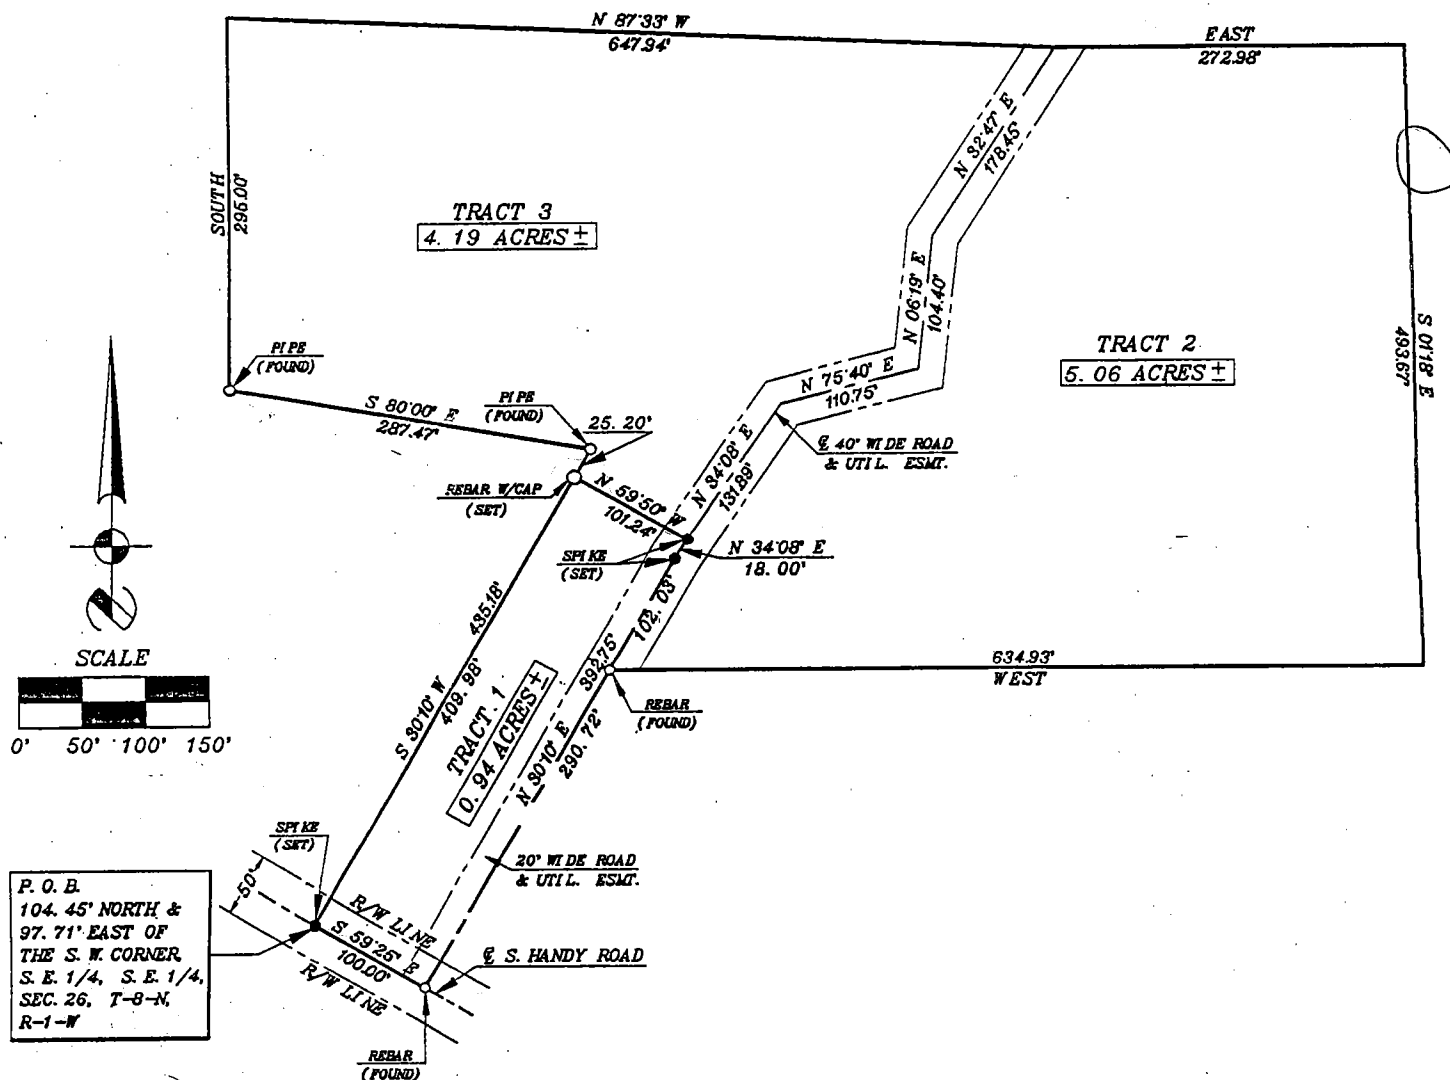 N 87°33' W
647.94'
EAST
272.98'
SOUTH
295.00'
TRACT 3
4.19 ACRES ±
N 32°47' E
178.45'
N 06°19' E
104.40'
TRACT 2
5.06 ACRES ±
S 01°18' E
493.67'
PIPE
(FOUND)
S 80°00' E
287.47'
PIPE
(FOUND)
25.20'
N 75°40' E
110.75'
℄ 40' WIDE ROAD
& UTIL. ESMT.
N 34°08' E
131.89'
REBAR W/CAP
(SET)
N 59°50' W
101.24'
SPIKE
(SET)
N 34°08' E
18.00'
102.03'
392.75'
435.18'
S 30°10' W
409.98'
TRACT. 1
0.94 ACRES±
N 30°10' E
290.72'
634.93'
WEST
REBAR
(FOUND)
N
SCALE
0' 50' 100' 150'
SPIKE
(SET)
50'
20' WIDE ROAD
& UTIL. ESMT.
R/W LINE
S 59°25' E
100.00'
R/W LINE
℄ S. HANDY ROAD
P.O.B.
104.45' NORTH &
97.71' EAST OF
THE S.W. CORNER
S.E. 1/4, S.E. 1/4,
SEC. 26, T-8-N,
R-1-W
REBAR
(FOUND)